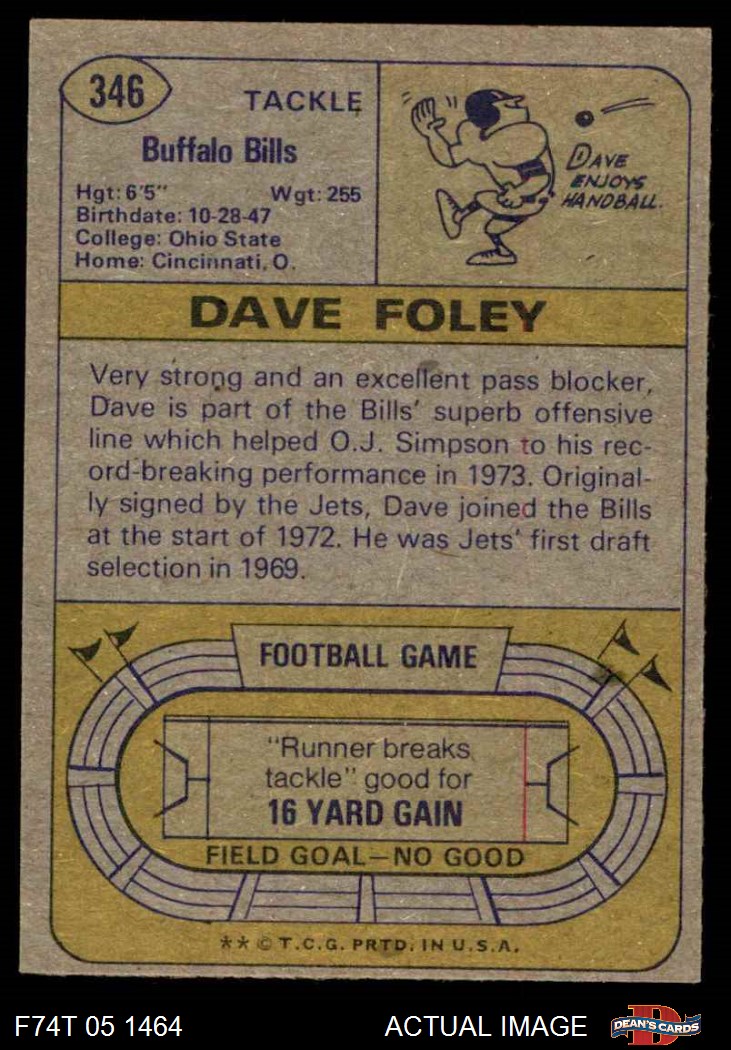 346
TACKLE
Buffalo Bills
Hgt: 6'5" Wgt: 255
Birthdate: 10-28-47
College: Ohio State
Home: Cincinnati, O.
DAVE
ENJOYS
HANDBALL.
DAVE FOLEY
Very strong and an excellent pass blocker,
Dave is part of the Bills' superb offensive
line which helped O.J. Simpson to his rec-
ord-breaking performance in 1973. Original-
ly signed by the Jets, Dave joined the Bills
at the start of 1972. He was Jets' first draft
selection in 1969.
FOOTBALL GAME
"Runner breaks
tackle" good for
16 YARD GAIN
FIELD GOAL—NO GOOD
** © T.C.G. PRTD. IN U.S.A.
F74T 05 1464 ACTUAL IMAGE
D
DEAN'S CARDS